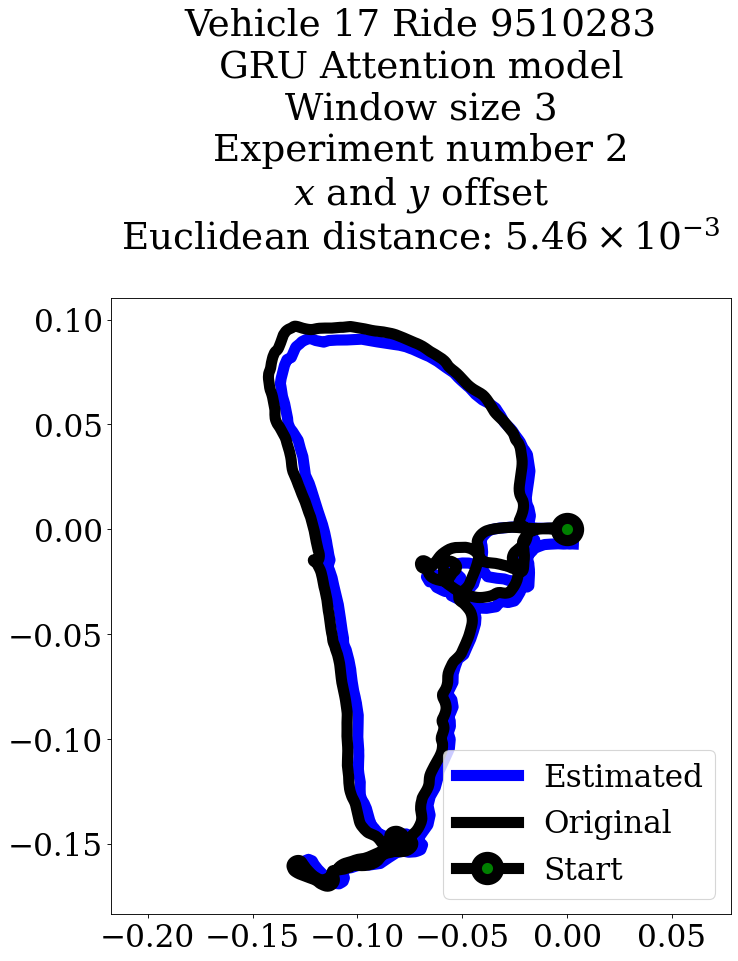 Vehicle 17 Ride 9510283
GRU Attention model
Window size 3
Experiment number 2
x and y offset
Euclidean distance: 5.46 × 10⁻³
0.10
0.05
0.00
−0.05
−0.10
−0.15
Estimated
Original
Start
−0.20 −0.15 −0.10 −0.05 0.00 0.05